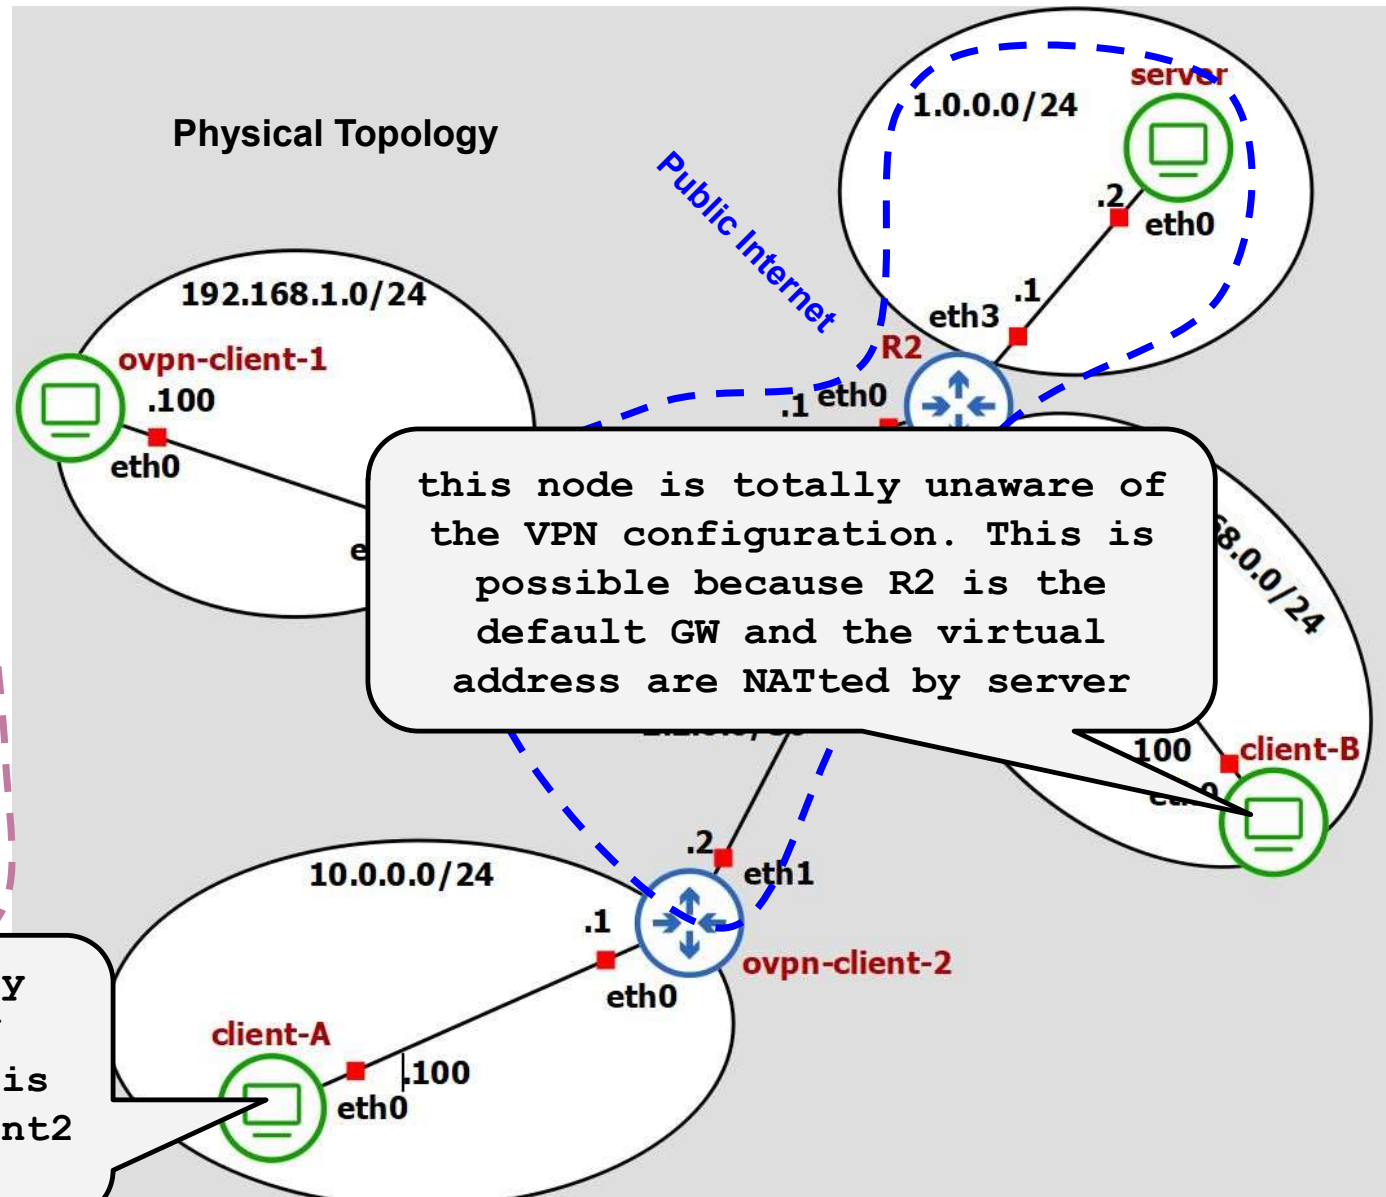 Physical Topology
Public Internet
server
1.0.0.0/24
.2
eth0
.1
eth3
R2
.1 eth0
192.168.1.0/24
ovpn-client-1
.100
eth0
this node is totally unaware of
the VPN configuration. This is
possible because R2 is the
default GW and the virtual
address are NATted by server
8.0.0/24
100
client-B
.2
eth1
10.0.0.0/24
.1
eth0
ovpn-client-2
client-A
.100
eth0
y
is
nt2